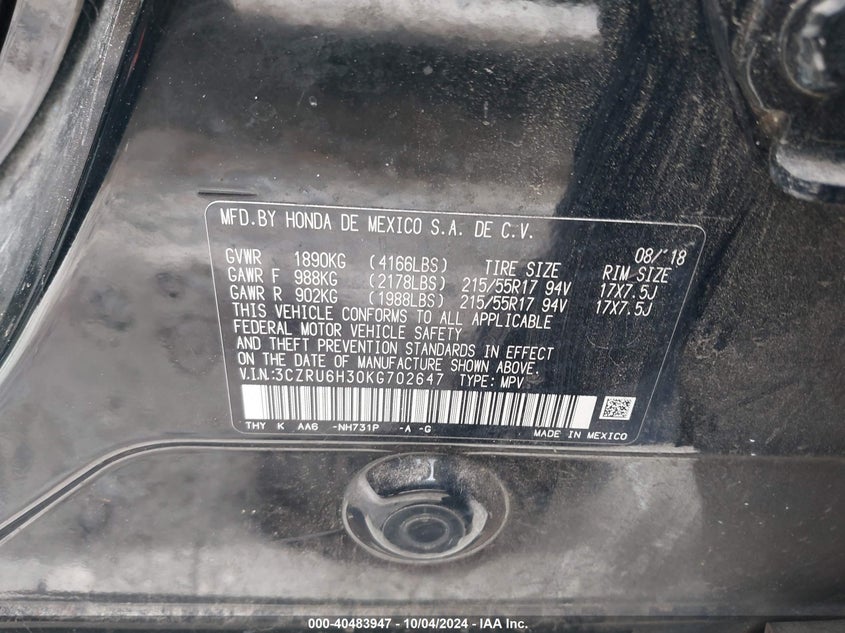 MFD.BY HONDA DE MEXICO S.A. DE C.V.
08/'18
GVWR 1890KG (4166LBS) TIRE SIZE RIM SIZE
GAWR F 988KG (2178LBS) 215/55R17 94V 17X7.5J
GAWR R 902KG (1988LBS) 215/55R17 94V 17X7.5J
THIS VEHICLE CONFORMS TO ALL APPLICABLE
FEDERAL MOTOR VEHICLE SAFETY
AND THEFT PREVENTION STANDARDS IN EFFECT
ON THE DATE OF MANUFACTURE SHOWN ABOVE.
V.I.N:3CZRU6H30KG702647 TYPE: MPV
THY K AA6 -NH731P -A -G
MADE IN MEXICO
000-40483947 - 10/04/2024 - IAA Inc.